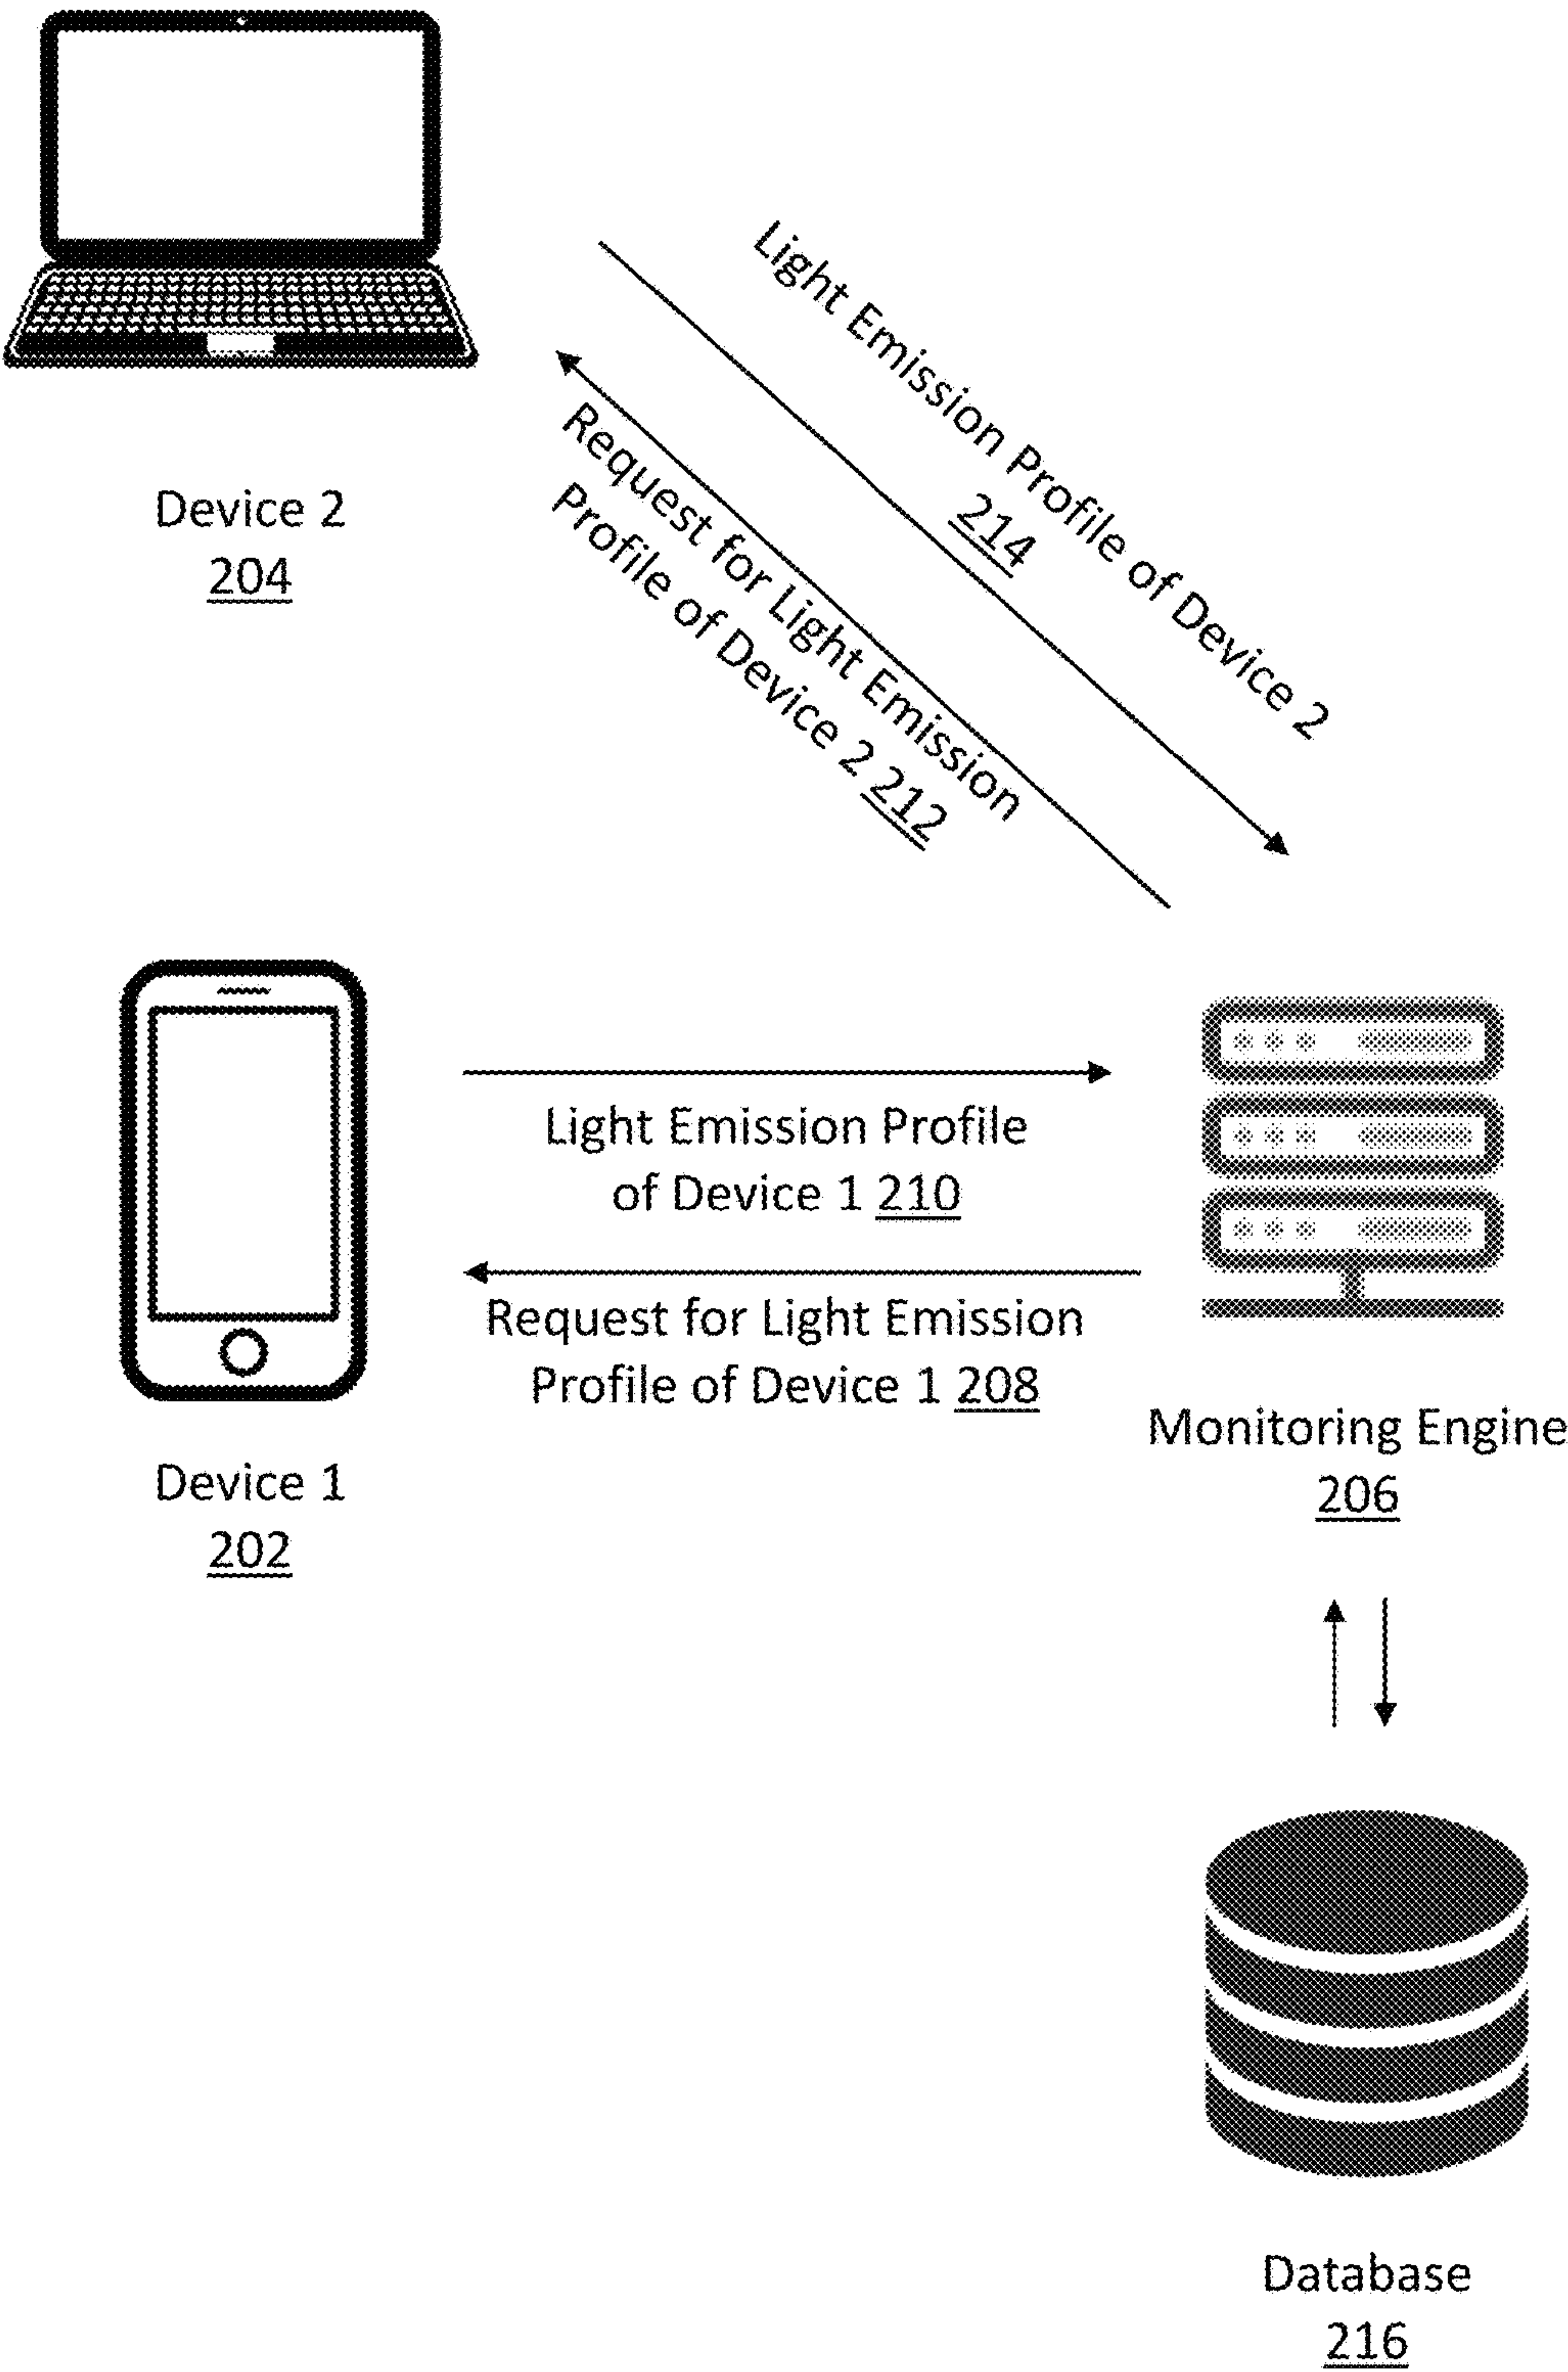 Light Emission Profile of Device 2
214
Request for Light Emission
Profile of Device 2 212
Device 2
204
Light Emission Profile
of Device 1 210
Request for Light Emission
Profile of Device 1 208
Device 1
202
Monitoring Engine
206
Database
216